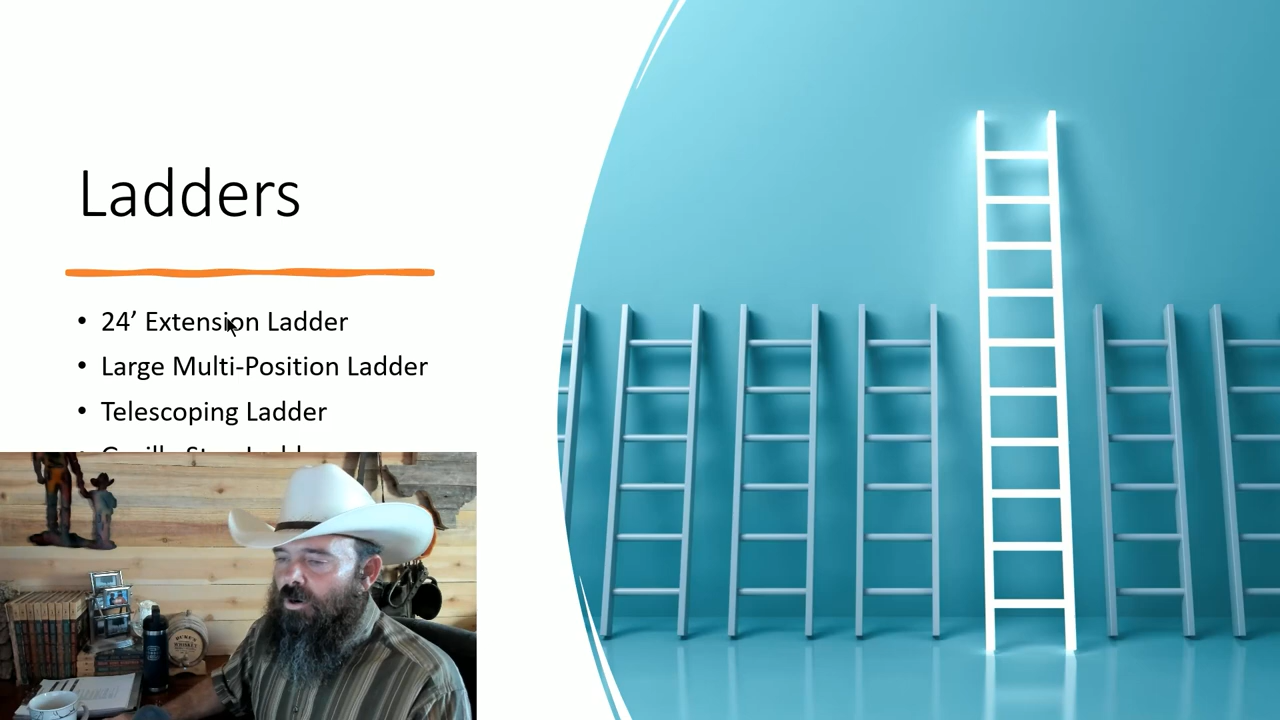 Ladders
• 24’ Extension Ladder
• Large Multi-Position Ladder
• Telescoping Ladder